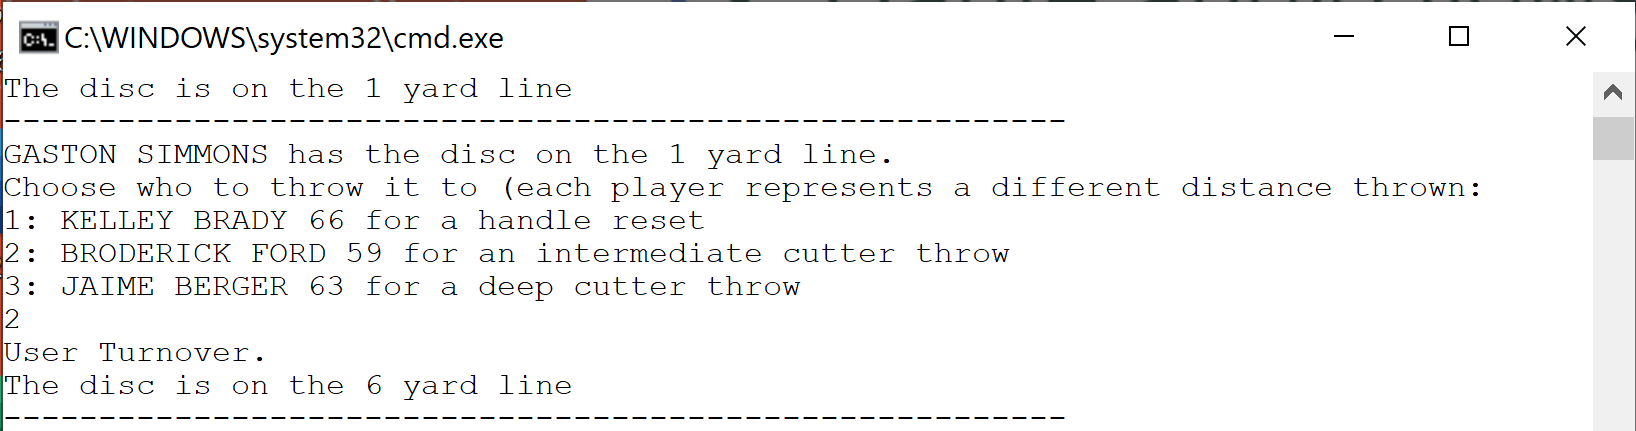 C:\WINDOWS\system32\cmd.exe
The disc is on the 1 yard line
--------------------------------------------------------
GASTON SIMMONS has the disc on the 1 yard line.
Choose who to throw it to (each player represents a different distance thrown:
1: KELLEY BRADY 66 for a handle reset
2: BRODERICK FORD 59 for an intermediate cutter throw
3: JAIME BERGER 63 for a deep cutter throw
2
User Turnover.
The disc is on the 6 yard line
--------------------------------------------------------